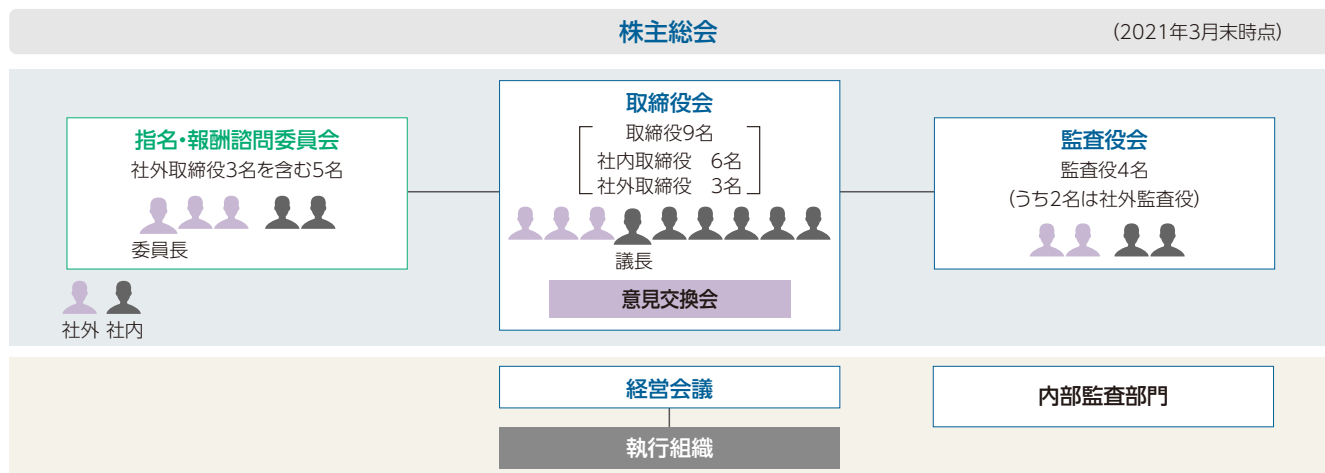 株主総会
(2021年3月末時点)
指名・報酬諮問委員会
社外取締役3名を含む5名
委員長
社外 社内
取締役会
取締役9名
社内取締役　6名
社外取締役　3名
議長
意見交換会
監査役会
監査役4名
(うち2名は社外監査役)
経営会議
執行組織
内部監査部門